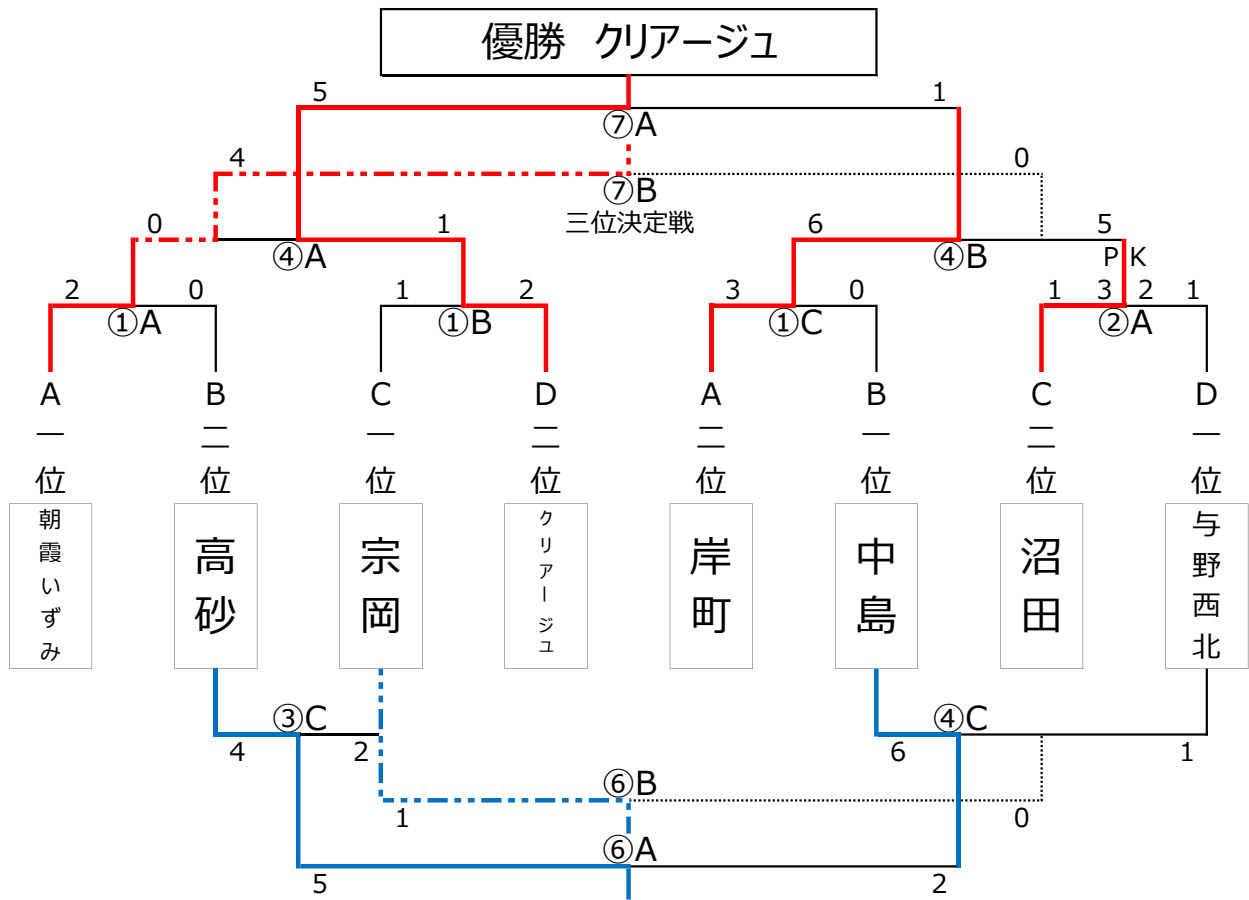 優勝 クリアージュ
5 1
⑦A
4 0
⑦B
三位決定戦
0 1 6 5
④A ④B P K
2 0 1 2 3 0 1 3 2 1
①A ①B ①C ②A
A B C D A B C D
一 二 一 二 二 一 二 一
位 位 位 位 位 位 位 位
朝霞いずみ
高砂
宗岡
クリアージュ
岸町
中島
沼田
与野西北
③C ④C
4 2 6 1
⑥B
1 0
⑥A
5 2